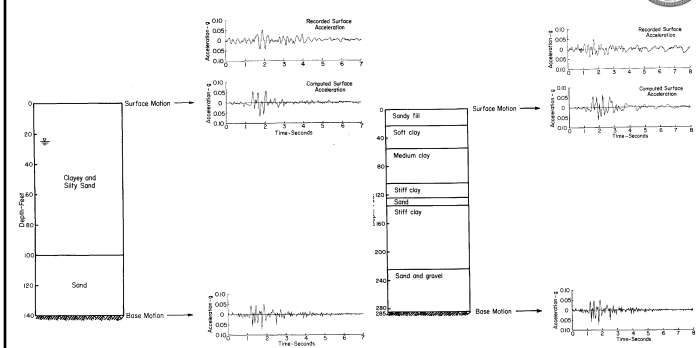 Recorded Surface
Acceleration
Acceleration-g
0.10
0.05
0
0.05
0.10
0 1 2 3 4 5 6 7
Computed Surface
Acceleration
Acceleration-g
0.10
0.05
0
0.05
0.10
0 1 2 3 4 5 6 7
Time-Seconds
Surface Motion
0
20
40
60
80
100
120
140
Depth-Feet
Clayey and
Silty Sand
Sand
Base Motion
Acceleration-g
0.10
0.05
0
0.05
0.10
0 1 2 3 4 5 6 7
Time-Seconds
Recorded Surface
Acceleration
Acceleration-g
0.10
0.05
0
0.05
0.10
0 1 2 3 4 5 6 7 8
Computed Surface
Acceleration
Acceleration-g
0.10
0.05
0
0.05
0.10
0 1 2 3 4 5 6 7 8
Time-Seconds
Surface Motion
0
40
80
120
160
200
240
280
285
Sandy fill
Soft clay
Medium clay
Stiff clay
Sand
Stiff clay
Sand and gravel
Base Motion
Acceleration-g
0.10
0.05
0
0.05
0.10
0 1 2 3 4 5 6 7 8
Time-Seconds